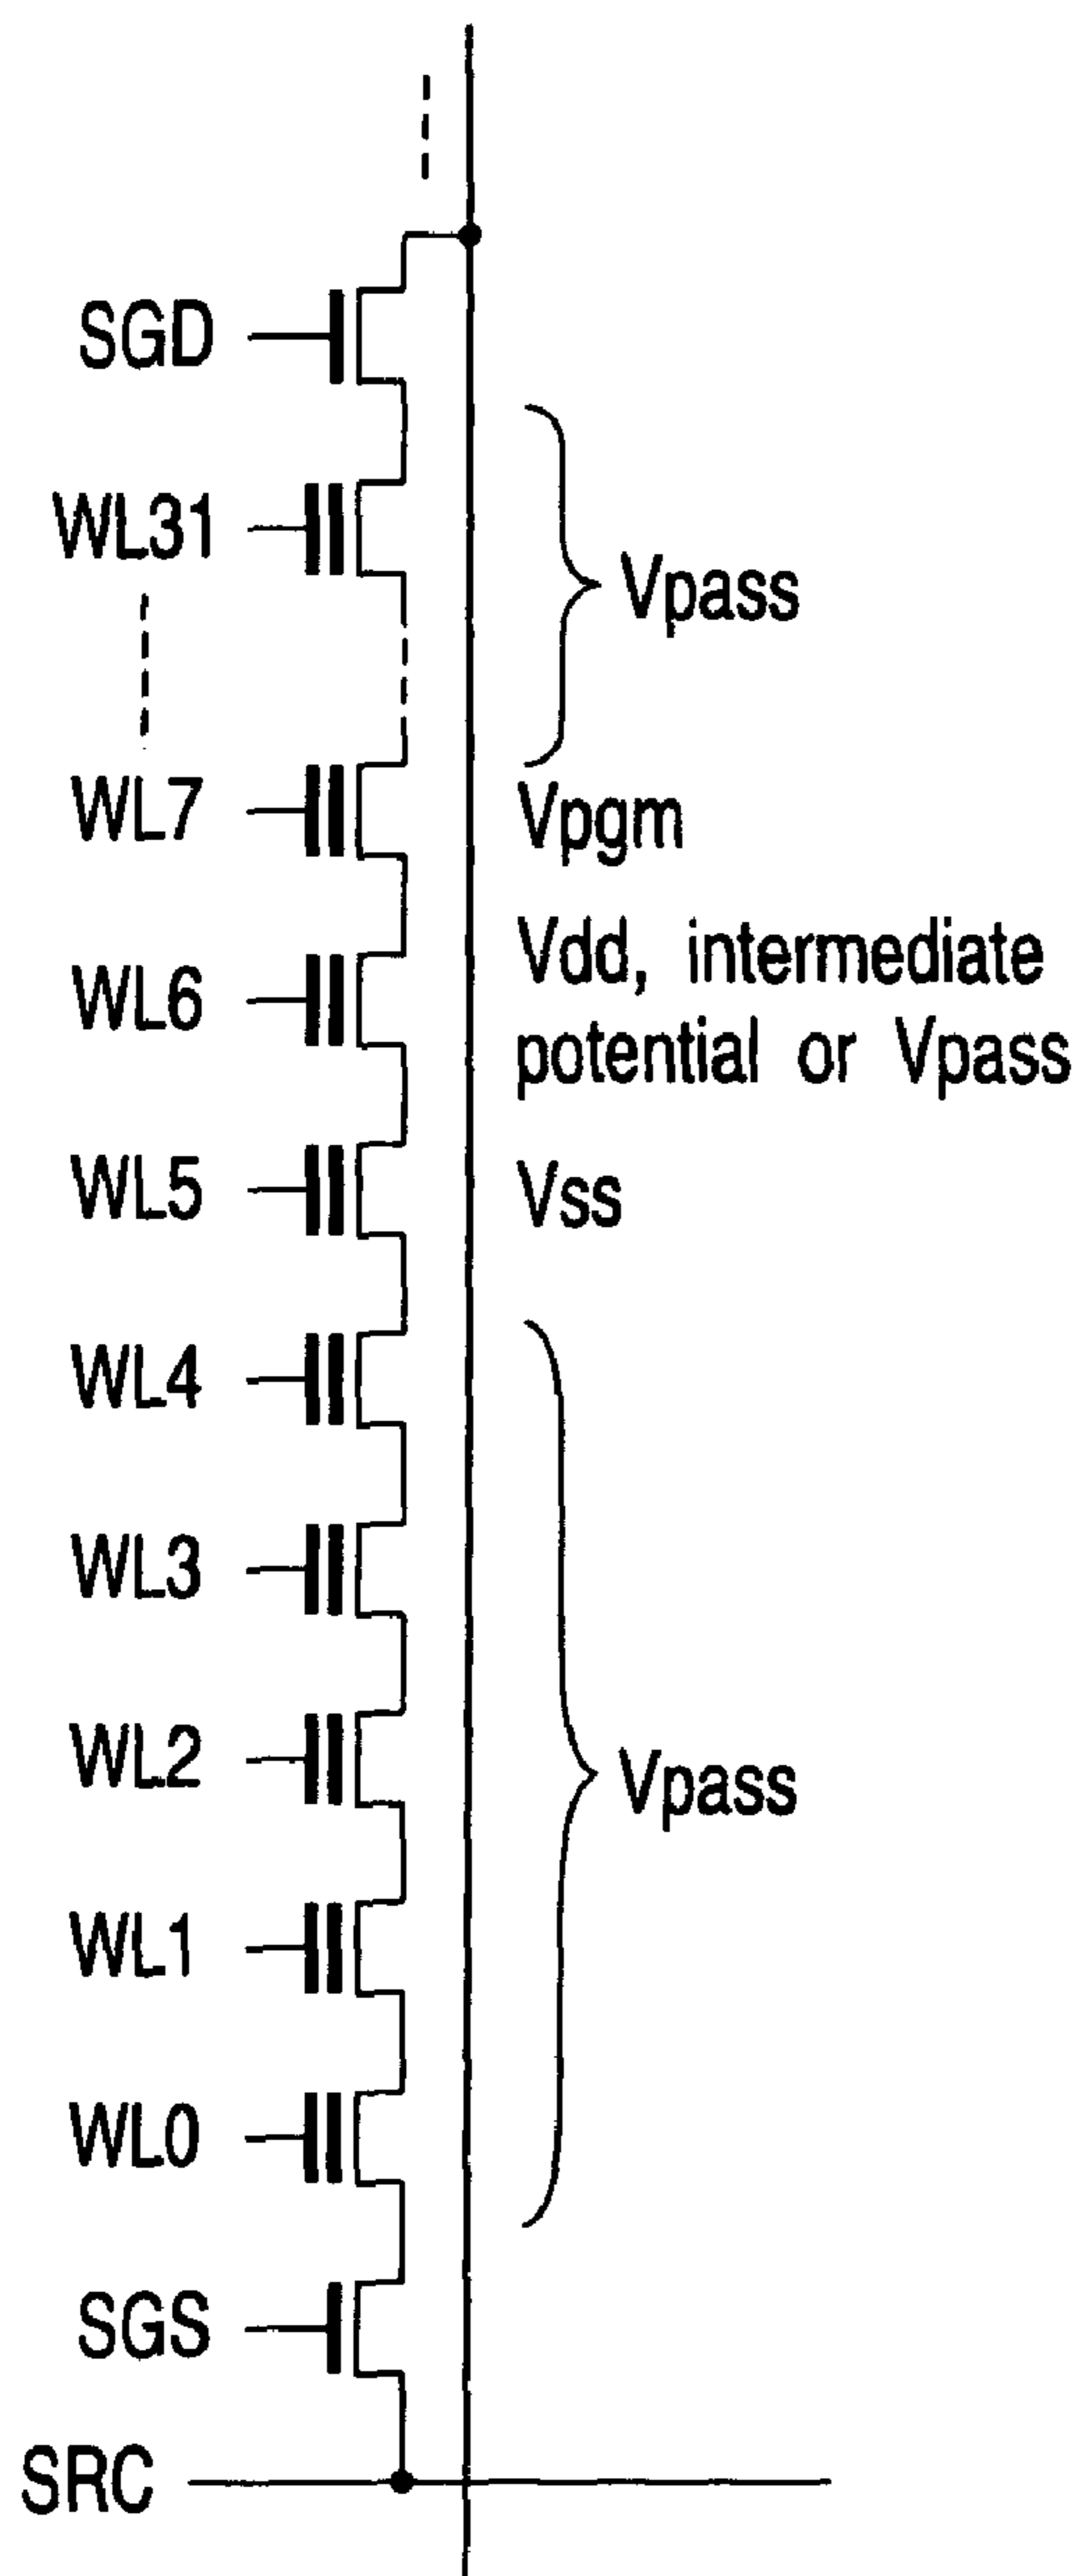 SGD
WL31
Vpass
WL7
Vpgm
WL6
Vdd, intermediate
potential or Vpass
WL5
Vss
WL4
WL3
WL2
Vpass
WL1
WL0
SGS
SRC